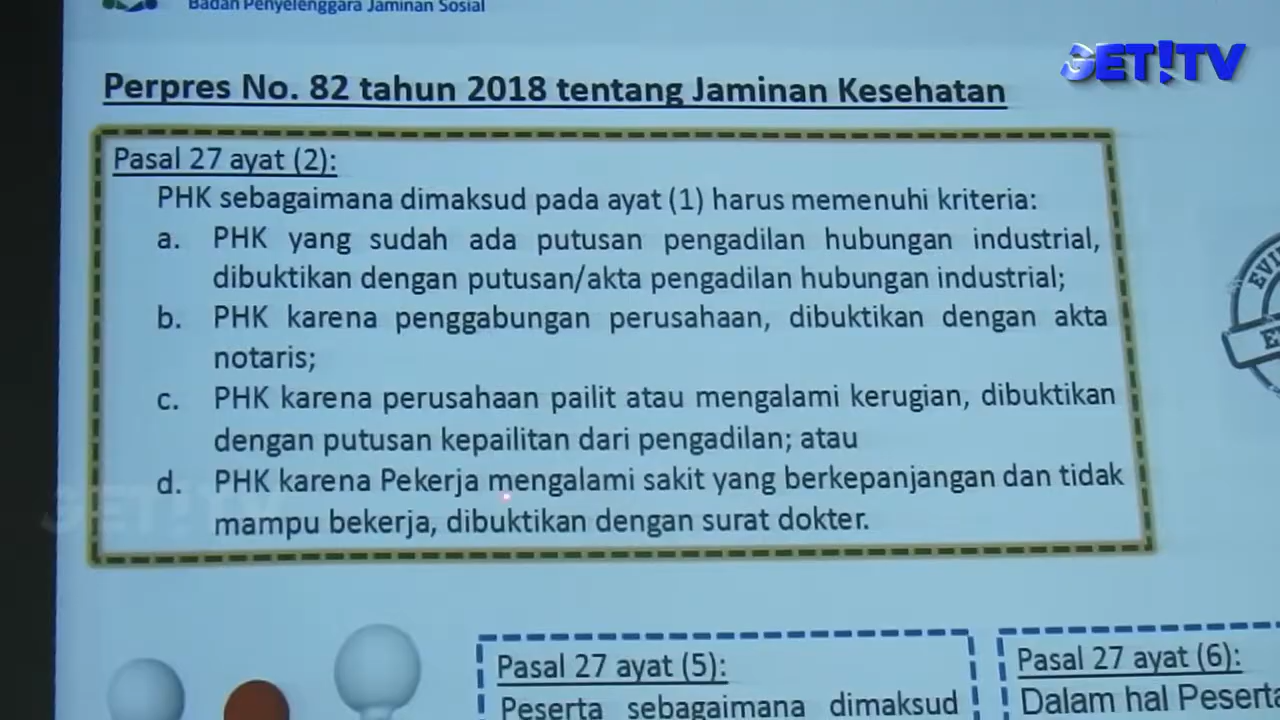 Badan Penyelenggara Jaminan Sosial
GET!TV
Perpres No. 82 tahun 2018 tentang Jaminan Kesehatan
Pasal 27 ayat (2):
PHK sebagaimana dimaksud pada ayat (1) harus memenuhi kriteria:
a. PHK yang sudah ada putusan pengadilan hubungan industrial,
dibuktikan dengan putusan/akta pengadilan hubungan industrial;
b. PHK karena penggabungan perusahaan, dibuktikan dengan akta
notaris;
c. PHK karena perusahaan pailit atau mengalami kerugian, dibuktikan
dengan putusan kepailitan dari pengadilan; atau
d. PHK karena Pekerja mengalami sakit yang berkepanjangan dan tidak
mampu bekerja, dibuktikan dengan surat dokter.
GET!TV
Pasal 27 ayat (5):
Peserta sebagaimana dimaksud
Pasal 27 ayat (6):
Dalam hal Peserta